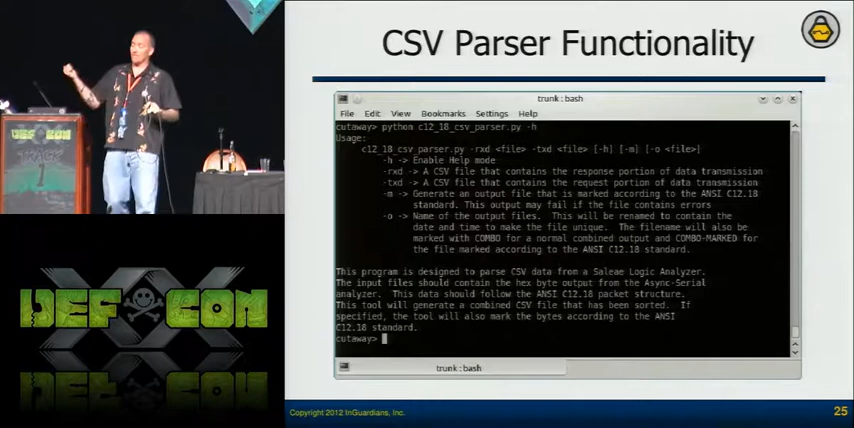 CSV Parser Functionality
trunk : bash
File Edit View Bookmarks Settings Help
cutaway> python c12_18_csv_parser.py -h
Usage:
c12_18_csv_parser.py -rxd <file> -txd <file> [-h] [-m] [-o <file>]
-h -> Enable Help mode
-rxd -> A CSV file that contains the response portion of data transmission
-txd -> A CSV file that contains the request portion of data transmission
-m -> Generate an output file that is marked according to the ANSI C12.18
standard. This output may fail if the file contains errors
-o -> Name of the output files. This will be renamed to contain the
date and time to make the file unique. The filename will also be
marked with COMBO for a normal combined output and COMBO-MARKED for
the file marked according to the ANSI C12.18 standard.
This program is designed to parse CSV data from a Saleae Logic Analyzer.
The input files should contain the hex byte output from the Async-Serial
analyzer. This data should follow the ANSI C12.18 packet structure.
This tool will generate a combined CSV file that has been sorted. If
specified, the tool will also mark the bytes according to the ANSI
C12.18 standard.
cutaway>
trunk : bash
Copyright 2012 InGuardians, Inc.
25
DEF CON
TRACK
1
DEF CON
XX